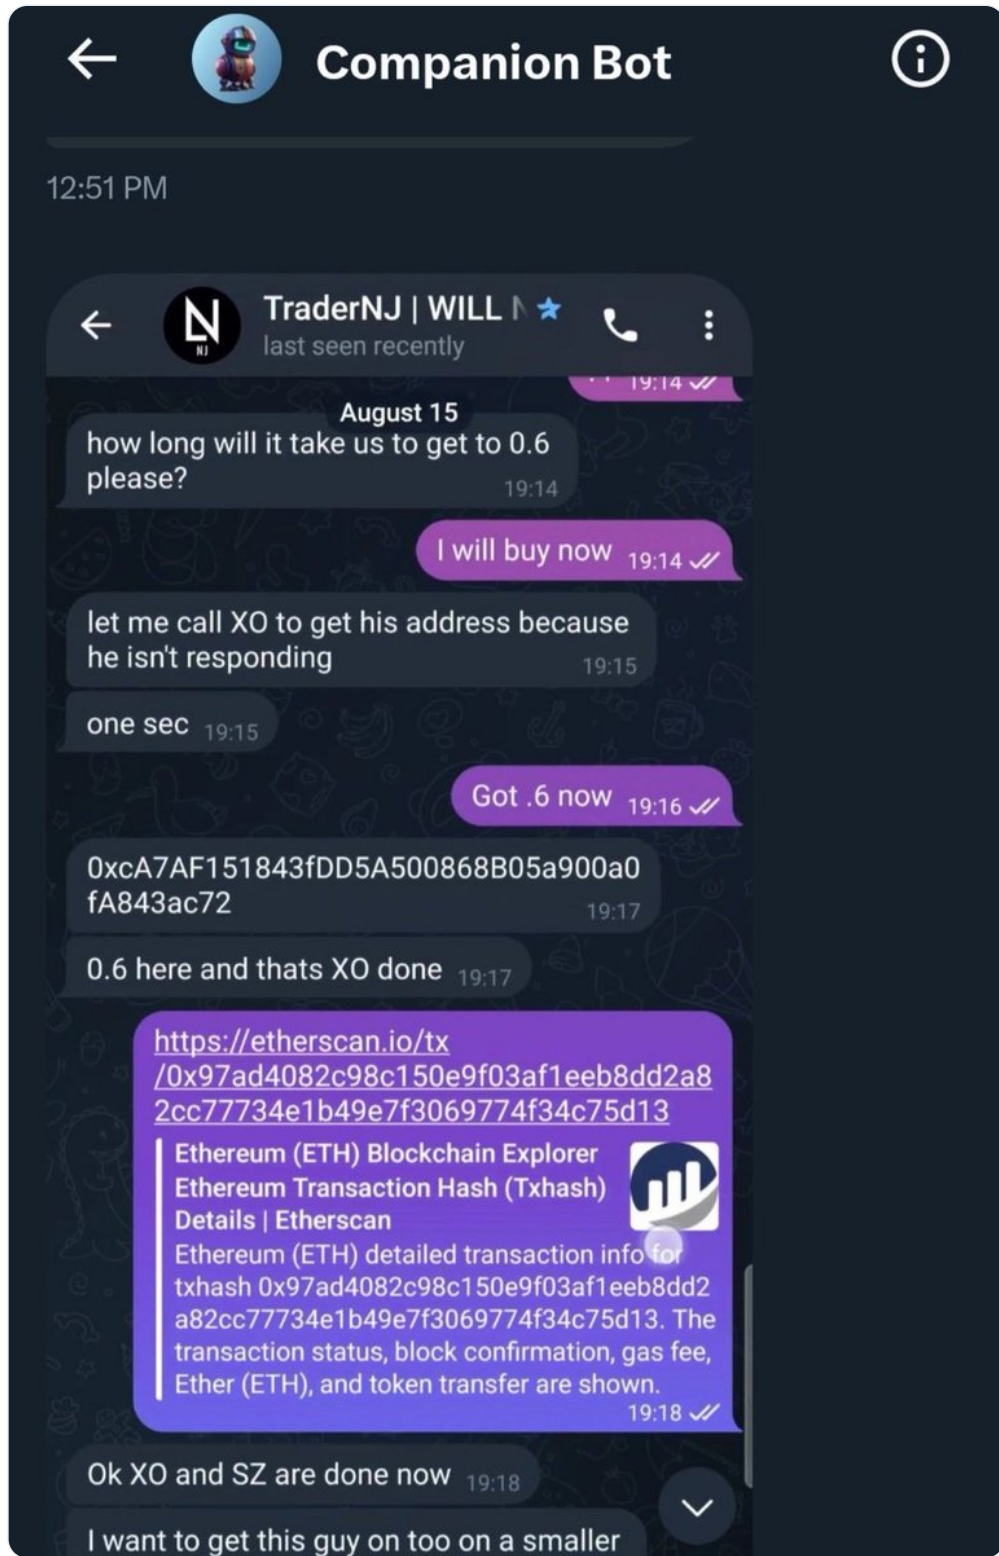 Companion Bot
12:51 PM
TraderNJ | WILL
last seen recently
19:14
August 15
how long will it take us to get to 0.6
please?
19:14
I will buy now 19:14
let me call XO to get his address because
he isn't responding
19:15
one sec 19:15
Got .6 now 19:16
0xcA7AF151843fDD5A500868B05a900a0
fA843ac72
19:17
0.6 here and thats XO done 19:17
https://etherscan.io/tx
/0x97ad4082c98c150e9f03af1eeb8dd2a8
2cc77734e1b49e7f3069774f34c75d13
Ethereum (ETH) Blockchain Explorer
Ethereum Transaction Hash (Txhash)
Details | Etherscan
Ethereum (ETH) detailed transaction info for
txhash 0x97ad4082c98c150e9f03af1eeb8dd2
a82cc77734e1b49e7f3069774f34c75d13. The
transaction status, block confirmation, gas fee,
Ether (ETH), and token transfer are shown.
19:18
Ok XO and SZ are done now 19:18
I want to get this guy on too on a smaller